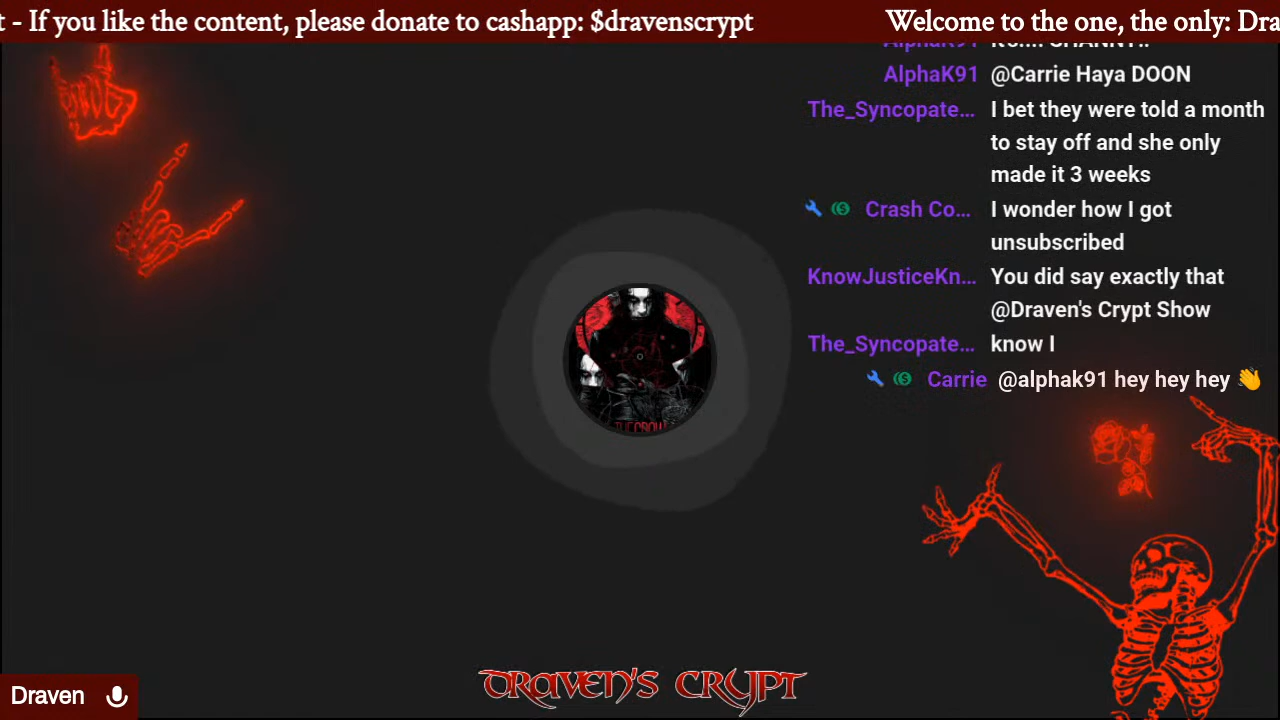 t - If you like the content, please donate to cashapp: $dravenscrypt
Welcome to the one, the only: Dra
AlphaK91
AlphaK91 @Carrie Haya DOON
The_Syncopate... I bet they were told a month
to stay off and she only
made it 3 weeks
Crash Co... I wonder how I got
unsubscribed
KnowJusticeKn... You did say exactly that
@Draven's Crypt Show
The_Syncopate... know I
Carrie @alphak91 hey hey hey 👋
THE CROW
DRAVEN'S CRYPT
Draven